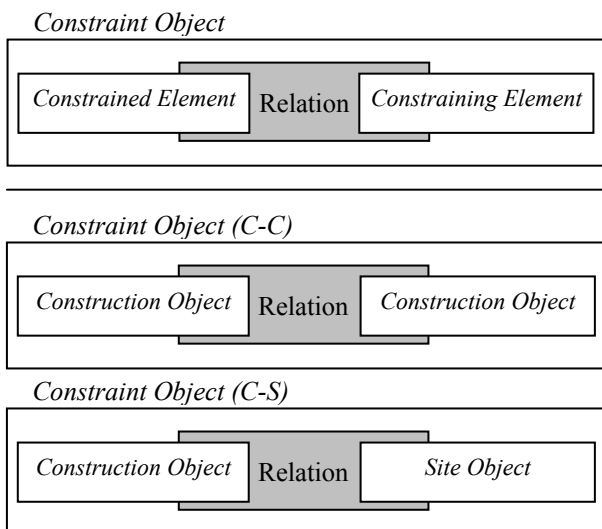 Constraint Object
Constrained Element Relation Constraining Element
Constraint Object (C-C)
Construction Object Relation Construction Object
Constraint Object (C-S)
Construction Object Relation Site Object